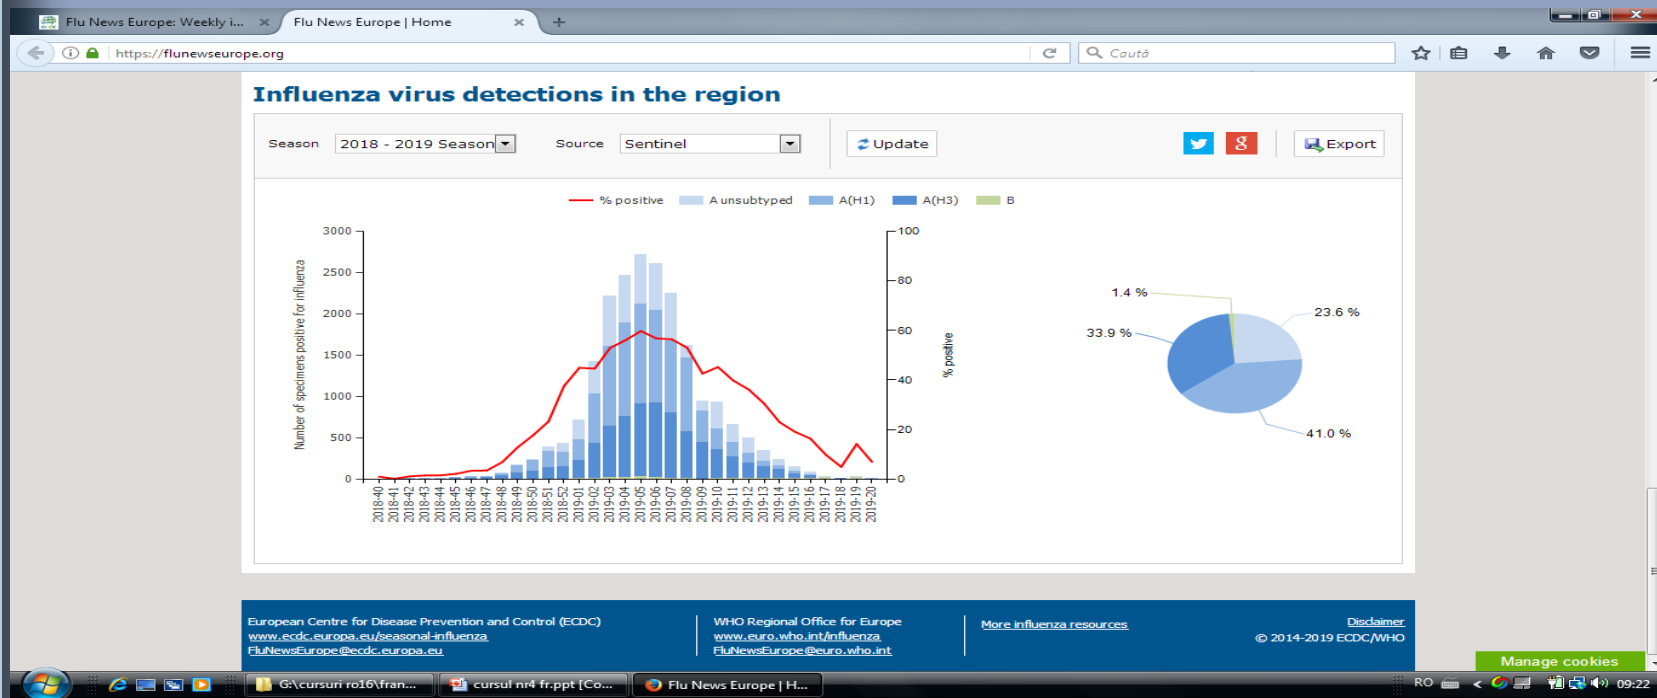 Flu News Europe: Weekly i... × Flu News Europe | Home × +
https://flunewseurope.org Caută
Influenza virus detections in the region
Season 2018 - 2019 Season Source Sentinel Update Export
% positive A unsubtyped A(H1) A(H3) B
Number of specimens positive for influenza
3000
2500
2000
1500
1000
500
0
100
80
60
40
20
0
% positive
2018-40
2018-41
2018-42
2018-43
2018-44
2018-45
2018-46
2018-47
2018-48
2018-49
2018-50
2018-51
2018-52
2019-01
2019-02
2019-03
2019-04
2019-05
2019-06
2019-07
2019-08
2019-09
2019-10
2019-11
2019-12
2019-13
2019-14
2019-15
2019-16
2019-17
2019-18
2019-19
2019-20
1.4 %
23.6 %
33.9 %
41.0 %
European Centre for Disease Prevention and Control (ECDC)
www.ecdc.europa.eu/seasonal-influenza
FluNewsEurope@ecdc.europa.eu
WHO Regional Office for Europe
www.euro.who.int/influenza
FluNewsEurope@euro.who.int
More influenza resources
Disclaimer
© 2014-2019 ECDC/WHO
Manage cookies
G:\cursuri ro16\fran... cursul nr4 fr.ppt [Co... Flu News Europe | H... RO 09:22